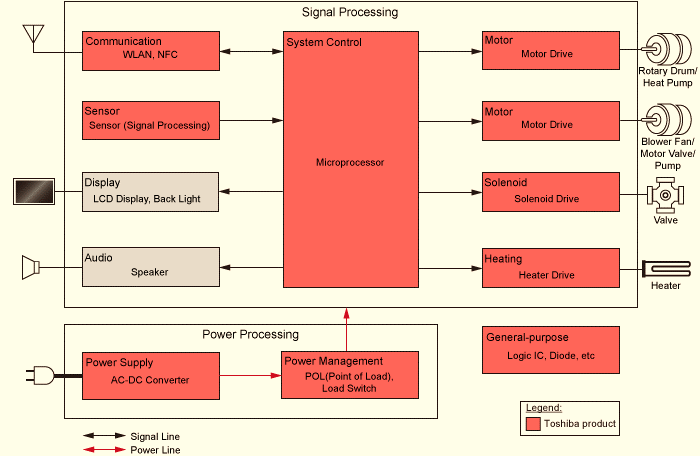 Signal Processing
Communication
WLAN, NFC
System Control
Microprocessor
Motor
Motor Drive
Rotary Drum/
Heat Pump
Sensor
Sensor (Signal Processing)
Motor
Motor Drive
Blower Fan/
Motor Valve/
Pump
Display
LCD Display, Back Light
Solenoid
Solenoid Drive
Valve
Audio
Speaker
Heating
Heater Drive
Heater
Power Processing
Power Supply
AC-DC Converter
Power Management
POL(Point of Load),
Load Switch
General-purpose
Logic IC, Diode, etc
Legend:
Toshiba product
Signal Line
Power Line